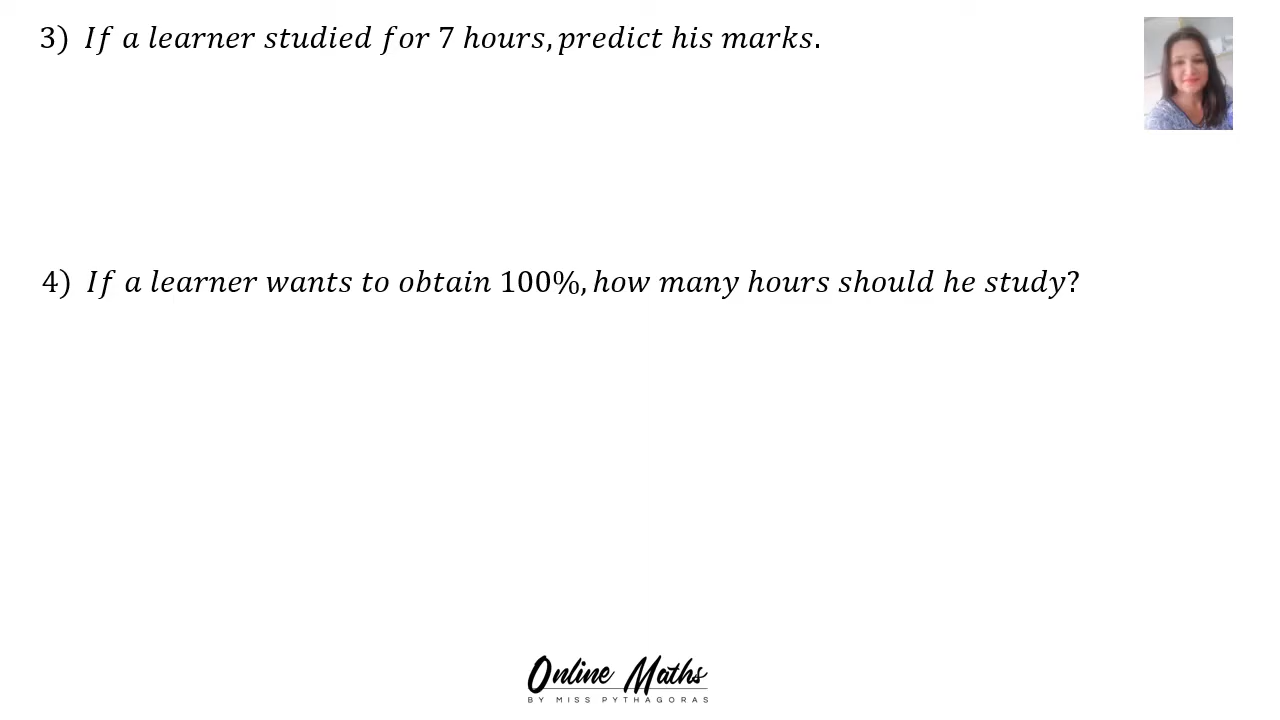 3) If a learner studied for 7 hours, predict his marks.
4) If a learner wants to obtain 100%, how many hours should he study?
Online Maths
BY MISS PYTHAGORAS